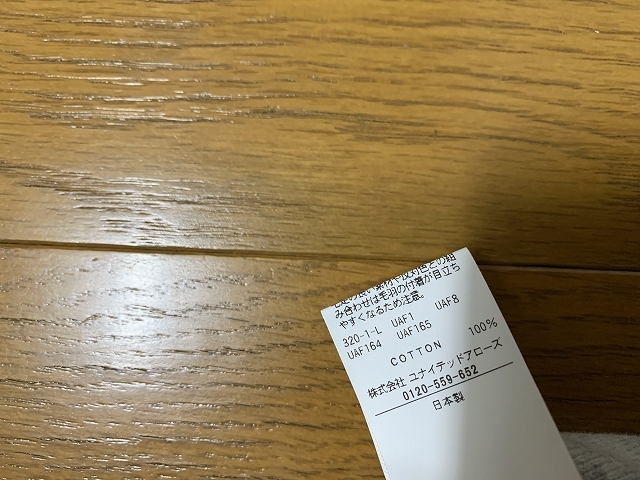 み合わせは毛羽の付着が目立ち
やすくなるため注意。
320-1-L UAF1 UAF8
UAF164 UAF165
COTTON 100%
株式会社 ユナイテッドアローズ
0120-559-652
日本製